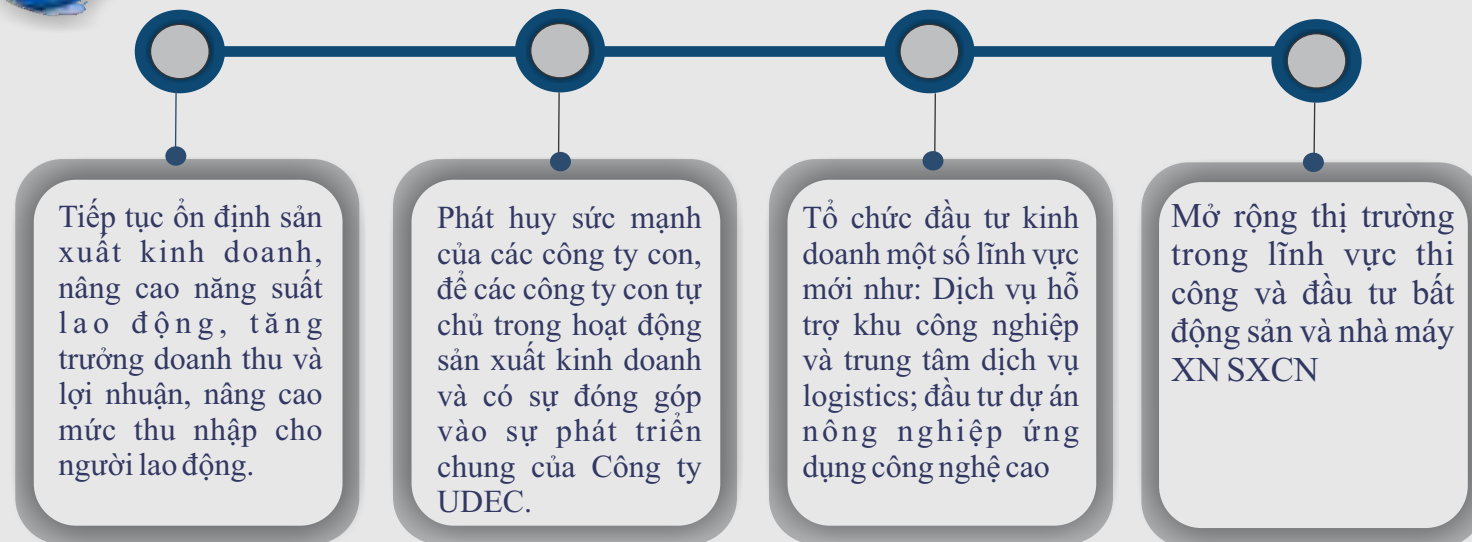 Tiếp tục ổn định sản
xuất kinh doanh,
nâng cao năng suất
lao động, tăng
trưởng doanh thu và
lợi nhuận, nâng cao
mức thu nhập cho
người lao động.
Phát huy sức mạnh
của các công ty con,
để các công ty con tự
chủ trong hoạt động
sản xuất kinh doanh
và có sự đóng góp
vào sự phát triển
chung của Công ty
UDEC.
Tổ chức đầu tư kinh
doanh một số lĩnh vực
mới như: Dịch vụ hỗ
trợ khu công nghiệp
và trung tâm dịch vụ
logistics; đầu tư dự án
nông nghiệp ứng
dụng công nghệ cao
Mở rộng thị trường
trong lĩnh vực thi
công và đầu tư bất
động sản và nhà máy
XN SXCN